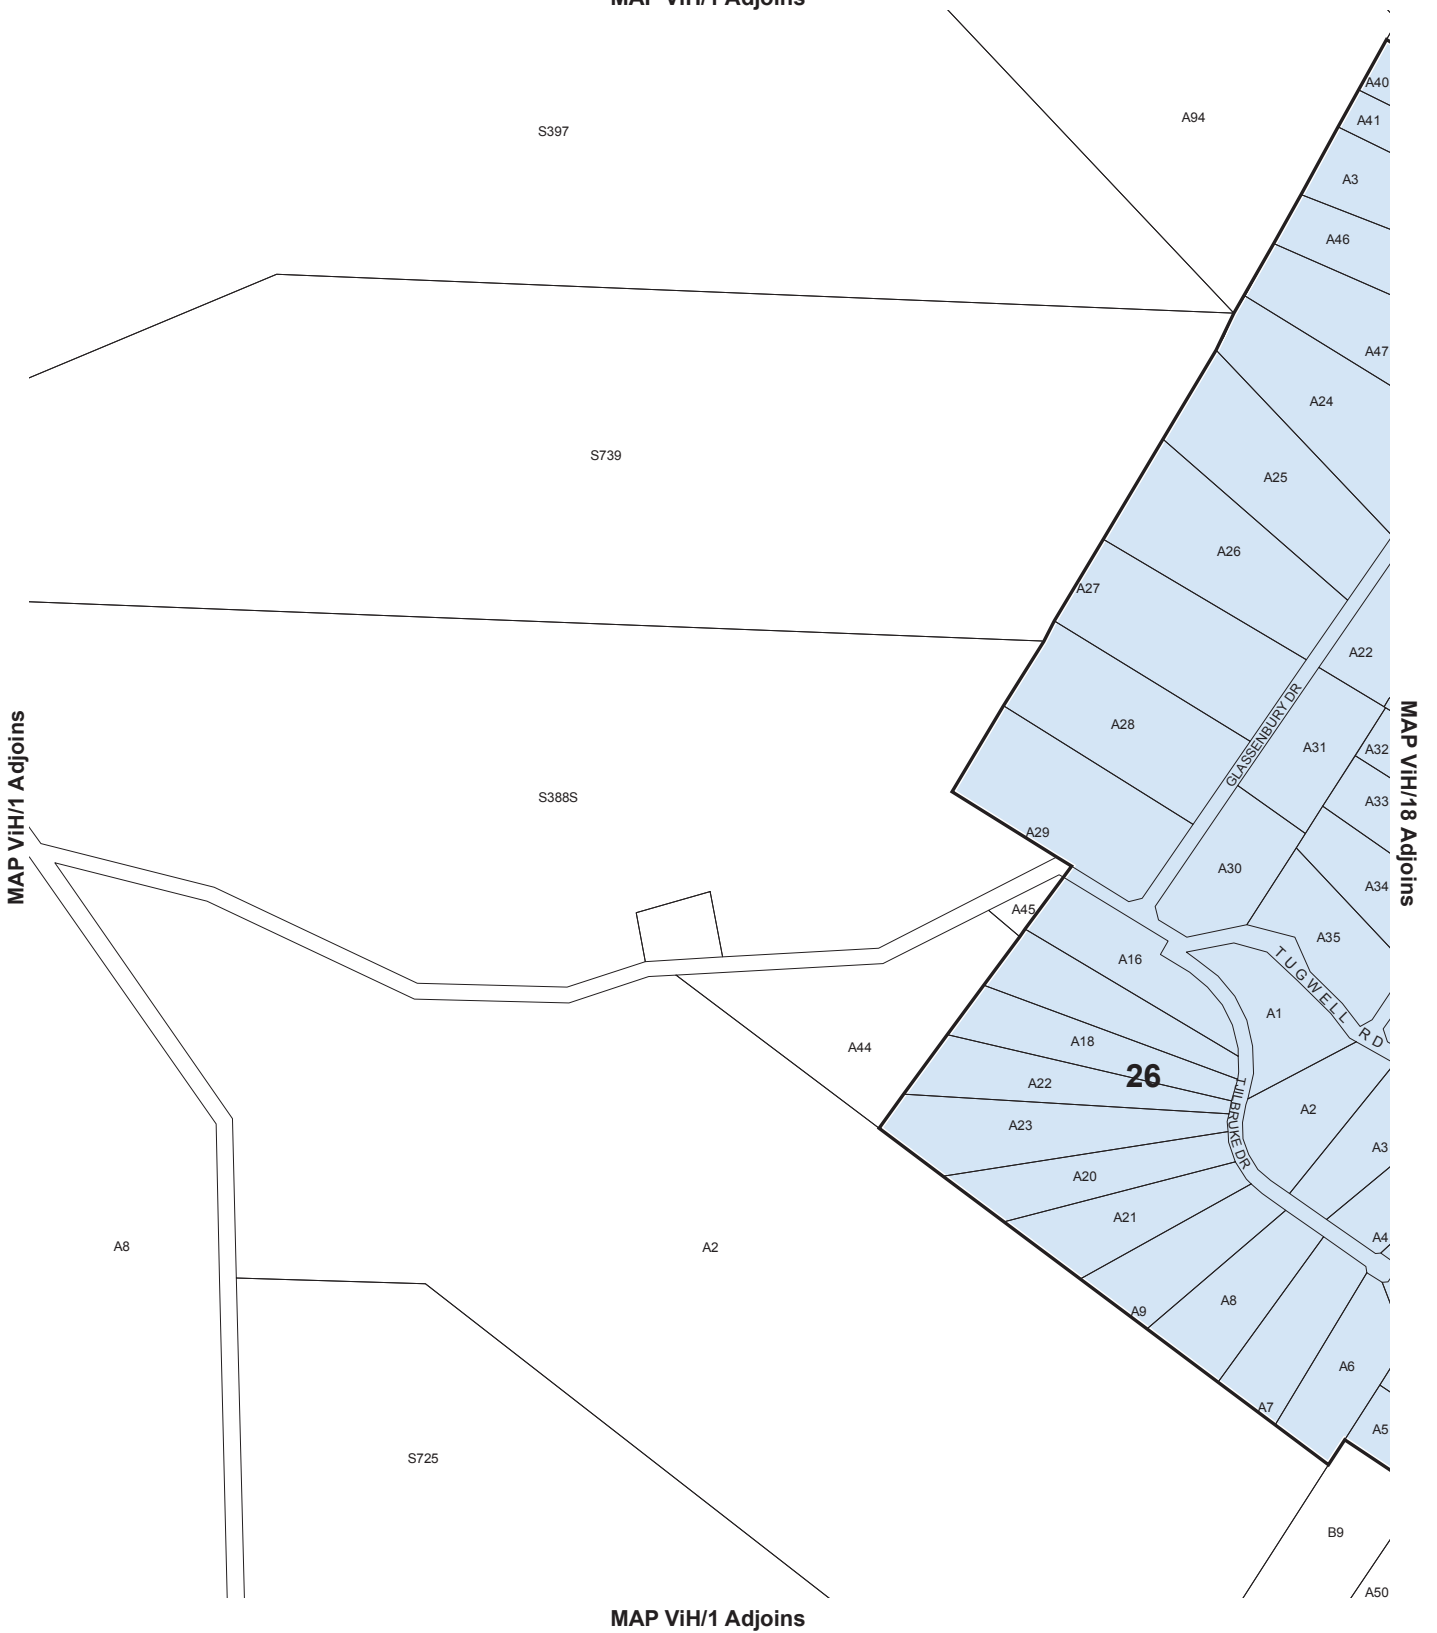 MAP ViH/1 Adjoins
A40
A94
A41
S397
A3
A46
A47
A24
S739
A25
A26
A27
A22
GLASSENBURY DR
MAP ViH/1 Adjoins
MAP ViH/18 Adjoins
A28
A31
A32
S388S
A33
A29
A30
A34
A45
A35
A16
TUGWELL RD
A1
A18
A44
26
A22
TJILBRUKE DR
A2
A23
A3
A20
A21
A4
A8
A2
A8
A9
A6
A7
A5
S725
B9
A50
MAP ViH/1 Adjoins